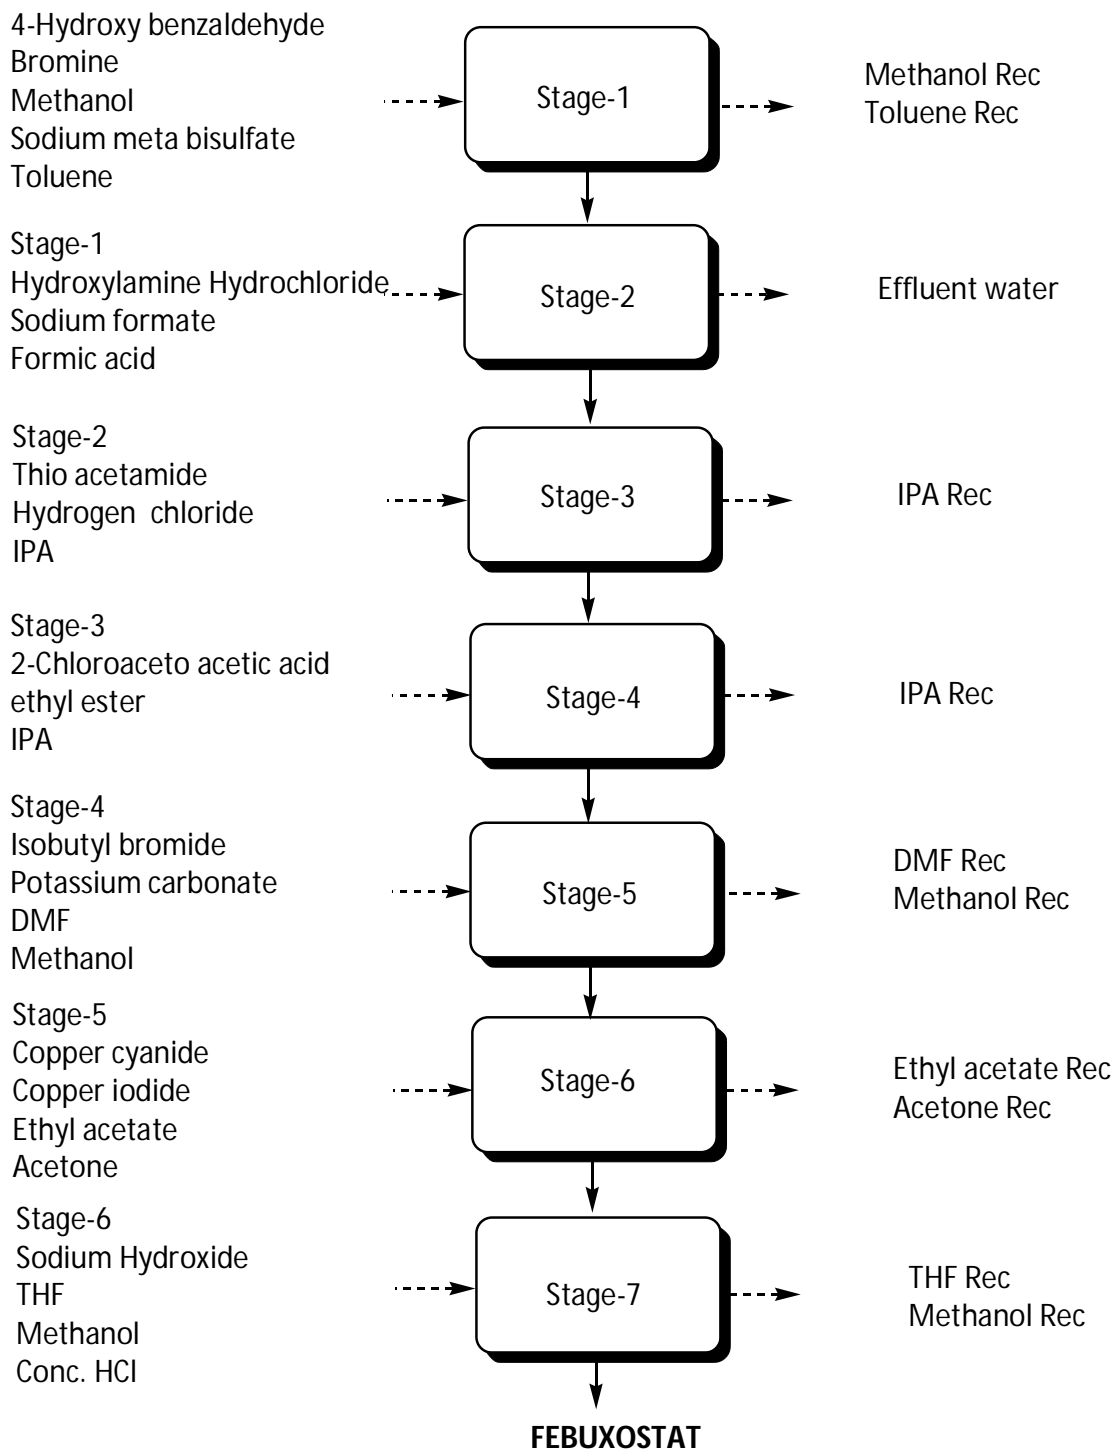 4-Hydroxy benzaldehyde
Bromine
Methanol
Sodium meta bisulfate
Toluene
Stage-1
Methanol Rec
Toluene Rec
Stage-1
Hydroxylamine Hydrochloride
Sodium formate
Formic acid
Stage-2
Effluent water
Stage-2
Thio acetamide
Hydrogen chloride
IPA
Stage-3
IPA Rec
Stage-3
2-Chloroaceto acetic acid
ethyl ester
IPA
Stage-4
IPA Rec
Stage-4
Isobutyl bromide
Potassium carbonate
DMF
Methanol
Stage-5
DMF Rec
Methanol Rec
Stage-5
Copper cyanide
Copper iodide
Ethyl acetate
Acetone
Stage-6
Ethyl acetate Rec
Acetone Rec
Stage-6
Sodium Hydroxide
THF
Methanol
Conc. HCl
Stage-7
THF Rec
Methanol Rec
FEBUXOSTAT